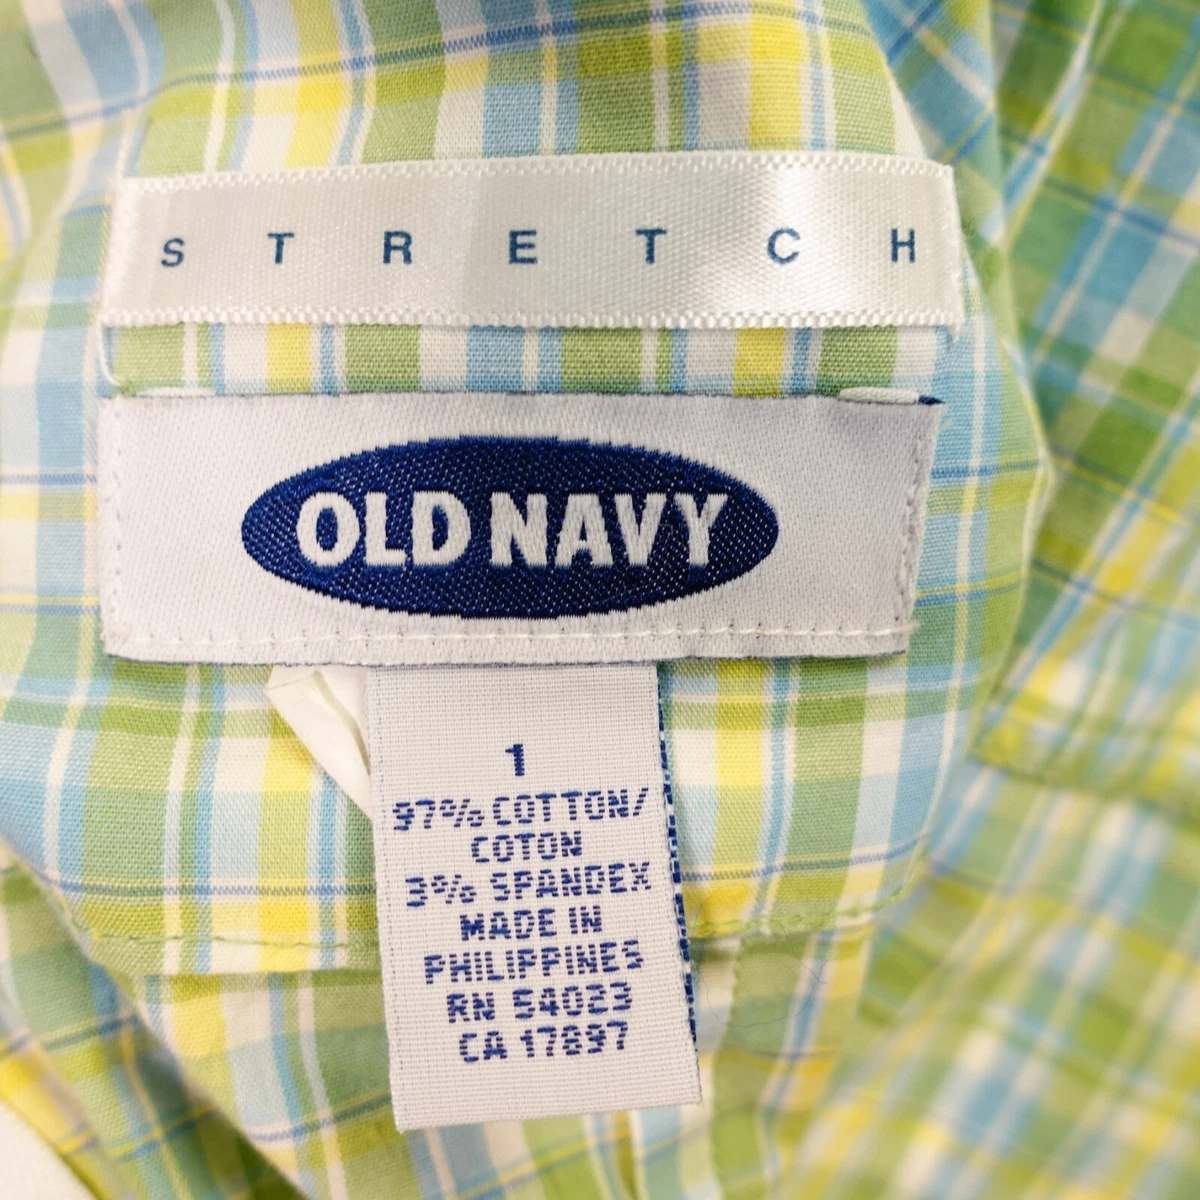 STRETCH
OLD NAVY
1
97% COTTON/
COTON
3% SPANDEX
MADE IN
PHILIPPINES
RN 54023
CA 17897